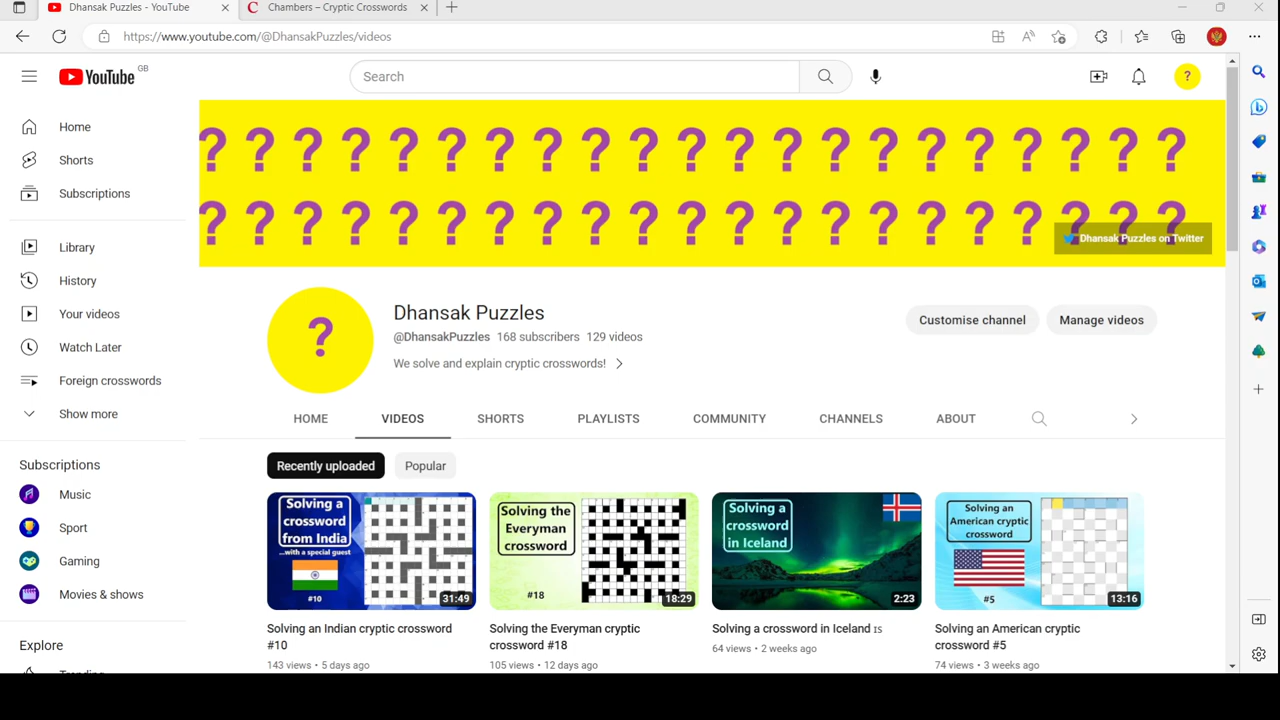 Dhansak Puzzles - YouTube
Chambers – Cryptic Crosswords
https://www.youtube.com/@DhansakPuzzles/videos
YouTube GB
Search
?
? ? ? ? ? ? ? ? ? ? ? ? ? ? ? ? ? ? ? ? ?
? ? ? ? ? ? ? ? ? ? ? ? ? ? ? ? ? ? ? ? ?
Dhansak Puzzles on Twitter
Home
Shorts
Subscriptions
Library
History
Your videos
Watch Later
Foreign crosswords
Show more
Subscriptions
Music
Sport
Gaming
Movies & shows
Explore
?
Dhansak Puzzles
@DhansakPuzzles 168 subscribers 129 videos
We solve and explain cryptic crosswords!
Customise channel
Manage videos
HOME VIDEOS SHORTS PLAYLISTS COMMUNITY CHANNELS ABOUT
Recently uploaded
Popular
Solving a
crossword
from India
...with a special guest
#10
31:49
Solving an Indian cryptic crossword
#10
143 views • 5 days ago
Solving the
Everyman
crossword
#18
18:29
Solving the Everyman cryptic
crossword #18
105 views • 12 days ago
Solving a
crossword
in Iceland
2:23
Solving a crossword in Iceland IS
64 views • 2 weeks ago
Solving an
American cryptic
crossword
#5
13:16
Solving an American cryptic
crossword #5
74 views • 3 weeks ago